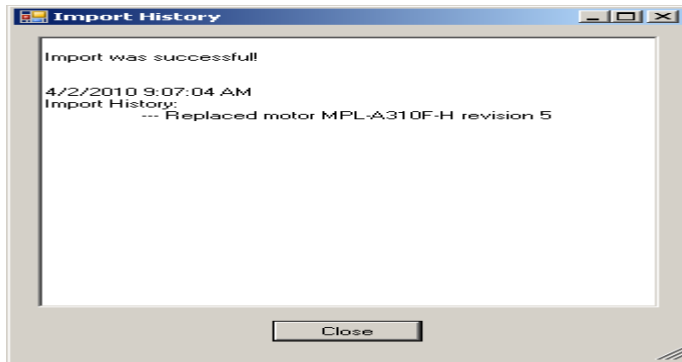 Import History
Import was successful!
4/2/2010 9:07:04 AM
Import History:
--- Replaced motor MPL-A310F-H revision 5
Close